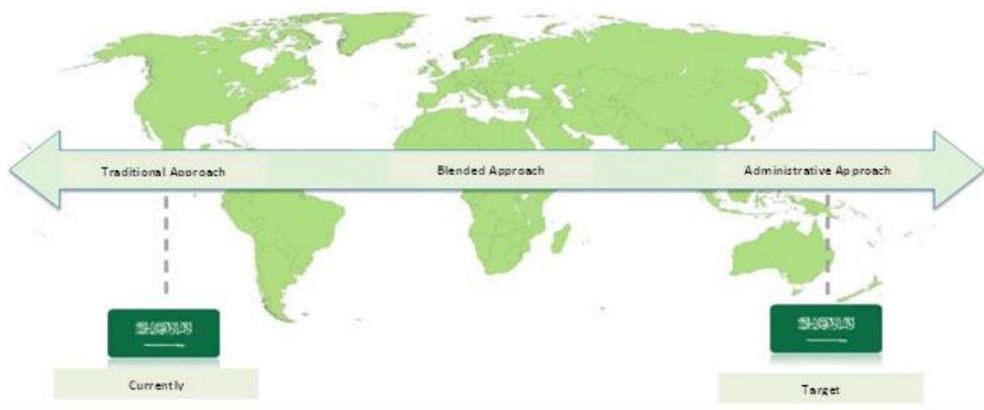 Traditional Approach
Blended Approach
Administrative Approach
Currently
Target